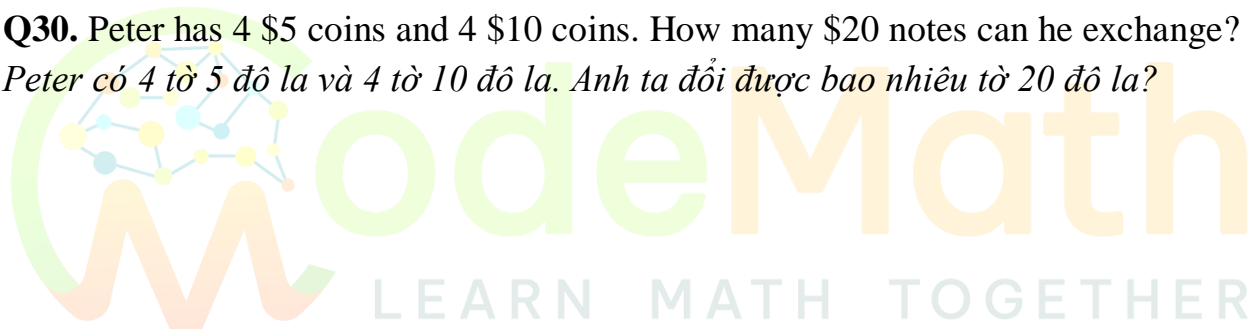 Q30. Peter has 4 $5 coins and 4 $10 coins. How many $20 notes can he exchange?
Peter có 4 tờ 5 đô la và 4 tờ 10 đô la. Anh ta đổi được bao nhiêu tờ 20 đô la?
CodeMath
LEARN MATH TOGETHER